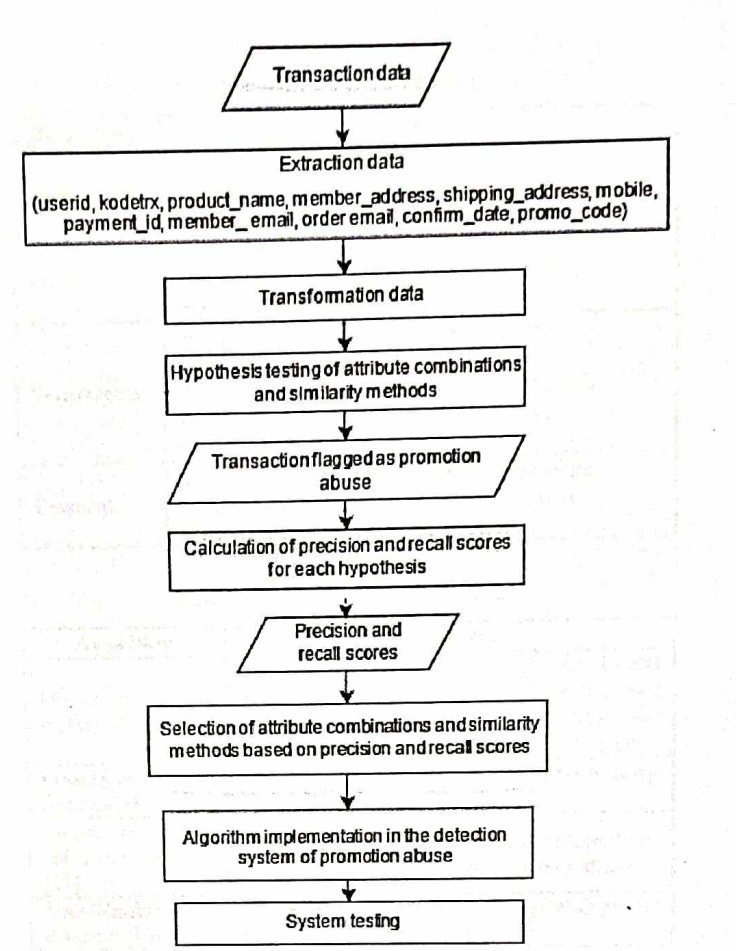 Transaction data
Extraction data
(userid, kodetrx, product_name, member_address, shipping_address, mobile,
payment_id, member_email, order email, confirm_date, promo_code)
Transformation data
Hypothesis testing of attribute combinations
and similarity methods
Transaction flagged as promotion
abuse
Calculation of precision and recall scores
for each hypothesis
Precision and
recall scores
Selection of attribute combinations and similarity
methods based on precision and recall scores
Algorithm implementation in the detection
system of promotion abuse
System testing